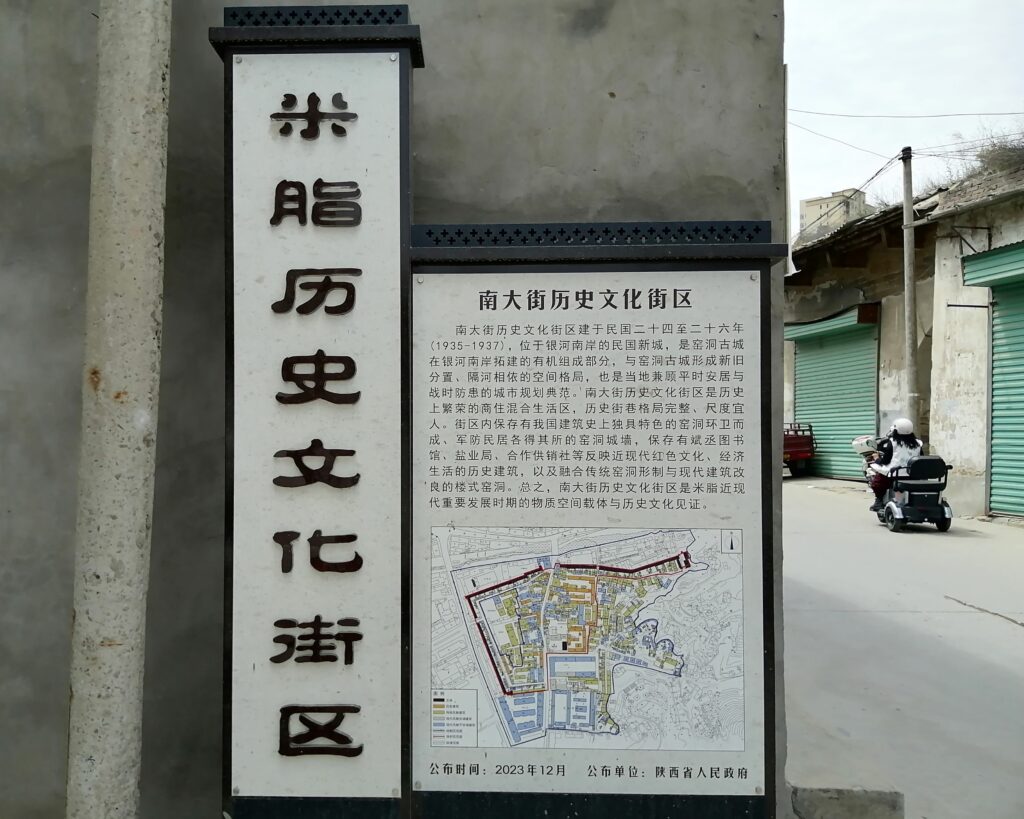 米脂历史文化街区
南大街历史文化街区
南大街历史文化街区建于民国二十四至二十六年
(1935-1937)，位于银河南岸的民国新城，是窑洞古城
在银河南岸拓建的有机组成部分，与窑洞古城形成新旧
分置、隔河相依的空间格局，也是当地兼顾平时安居与
战时防患的城市规划典范。南大街历史文化街区是历史
上繁荣的商住混合生活区，历史街巷格局完整、尺度宜
人。街区内保存有我国建筑史上独具特色的窑洞环卫而
成、军防民居各得其所的窑洞城墙，保存有斌丞图书
馆、盐业局、合作供销社等反映近现代红色文化、经济
生活的历史建筑，以及融合传统窑洞形制与现代建筑改
良的楼式窑洞。总之，南大街历史文化街区是米脂近现
代重要发展时期的物质空间载体与历史文化见证。
公布时间：2023年12月 公布单位：陕西省人民政府